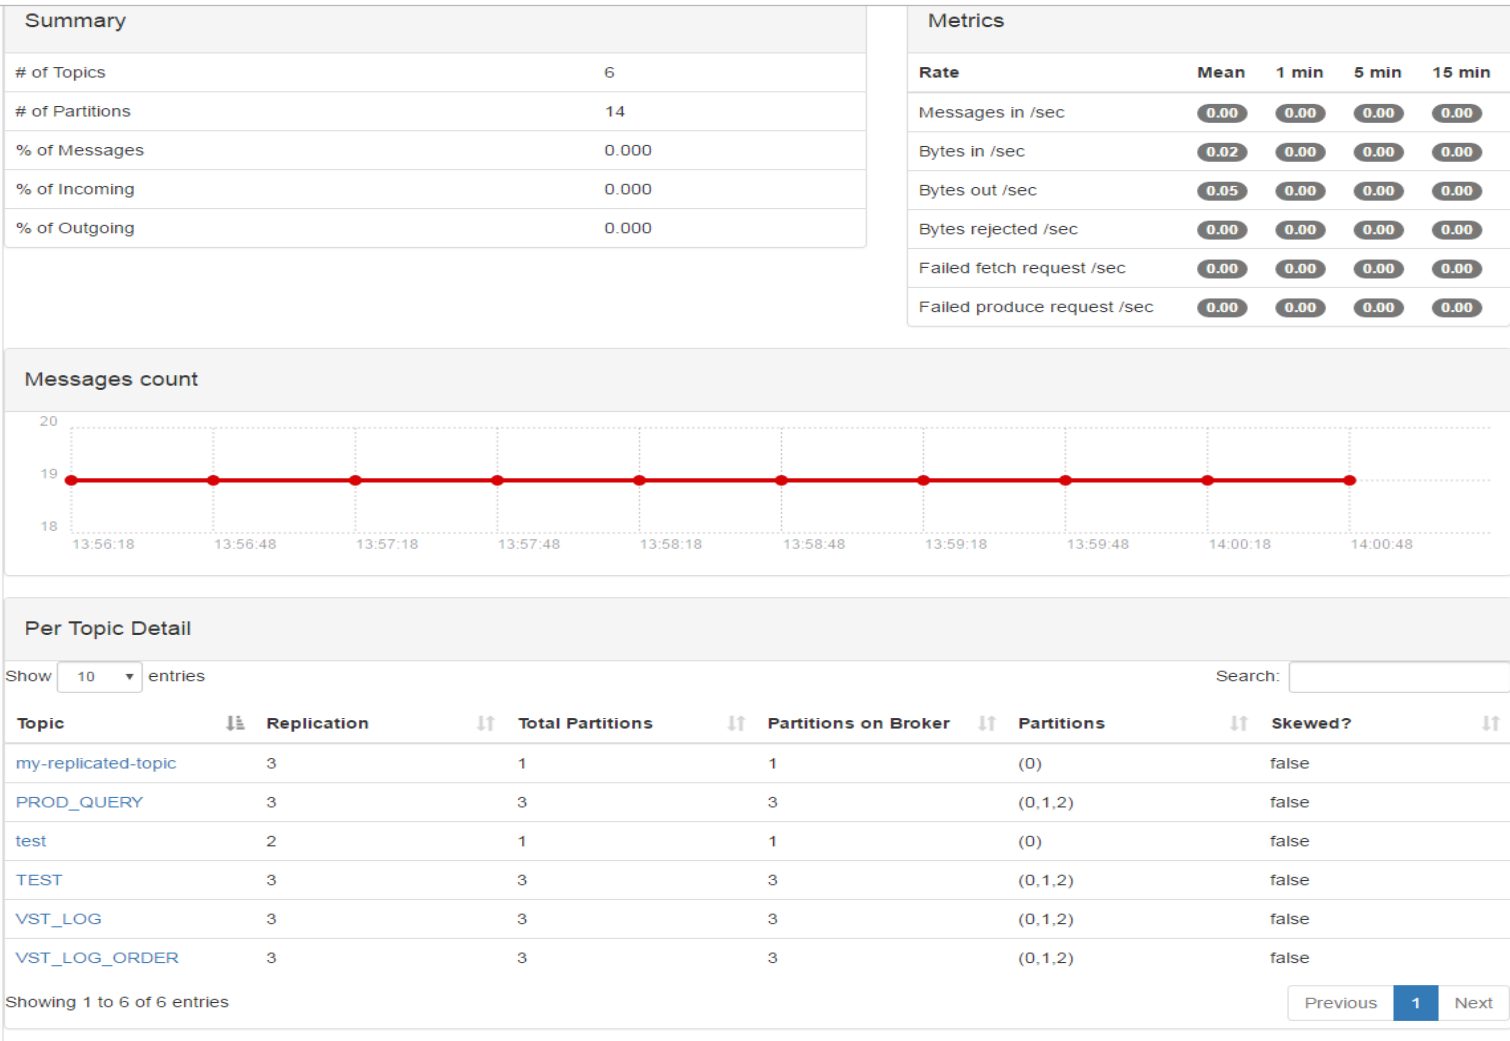 Summary
# of Topics 6
# of Partitions 14
% of Messages 0.000
% of Incoming 0.000
% of Outgoing 0.000
Metrics
Rate Mean 1 min 5 min 15 min
Messages in /sec 0.00 0.00 0.00 0.00
Bytes in /sec 0.02 0.00 0.00 0.00
Bytes out /sec 0.05 0.00 0.00 0.00
Bytes rejected /sec 0.00 0.00 0.00 0.00
Failed fetch request /sec 0.00 0.00 0.00 0.00
Failed produce request /sec 0.00 0.00 0.00 0.00
Messages count
20
19
18
13:56:18 13:56:48 13:57:18 13:57:48 13:58:18 13:58:48 13:59:18 13:59:48 14:00:18 14:00:48
Per Topic Detail
Show 10 entries Search:
Topic Replication Total Partitions Partitions on Broker Partitions Skewed?
my-replicated-topic 3 1 1 (0) false
PROD_QUERY 3 3 3 (0,1,2) false
test 2 1 1 (0) false
TEST 3 3 3 (0,1,2) false
VST_LOG 3 3 3 (0,1,2) false
VST_LOG_ORDER 3 3 3 (0,1,2) false
Showing 1 to 6 of 6 entries Previous 1 Next